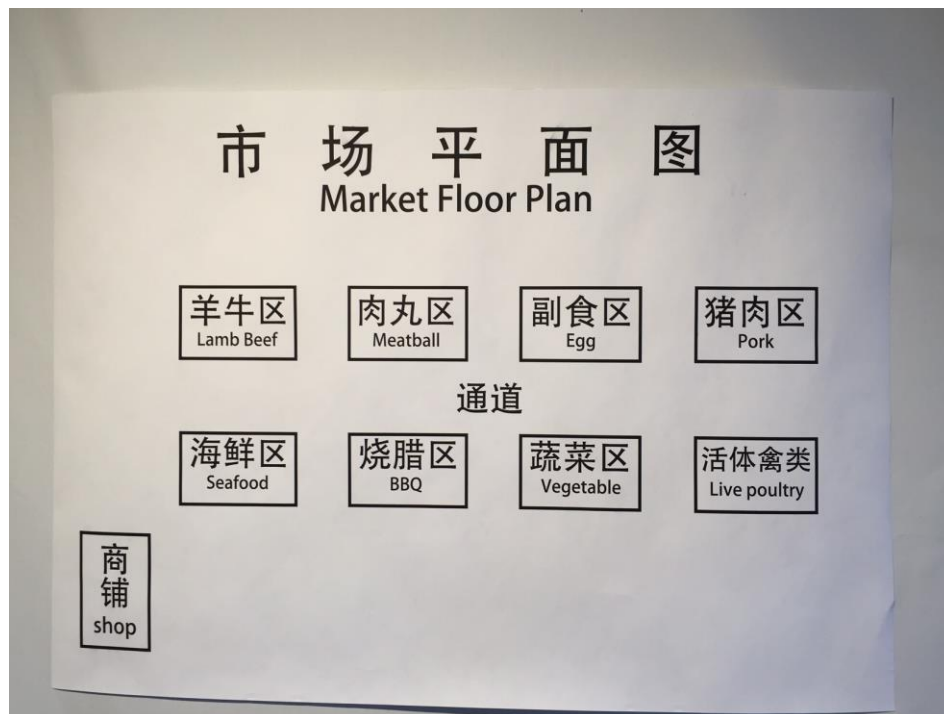 市场平面图
Market Floor Plan
羊牛区
Lamb Beef
肉丸区
Meatball
副食区
Egg
猪肉区
Pork
通道
海鲜区
Seafood
烧腊区
BBQ
蔬菜区
Vegetable
活体禽类
Live poultry
商
铺
shop